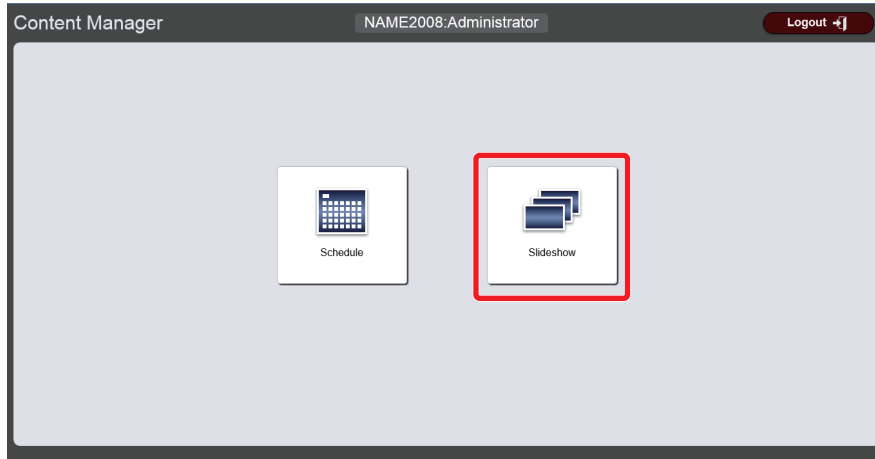 Content Manager
NAME2008:Administrator
Logout
Schedule
Slideshow